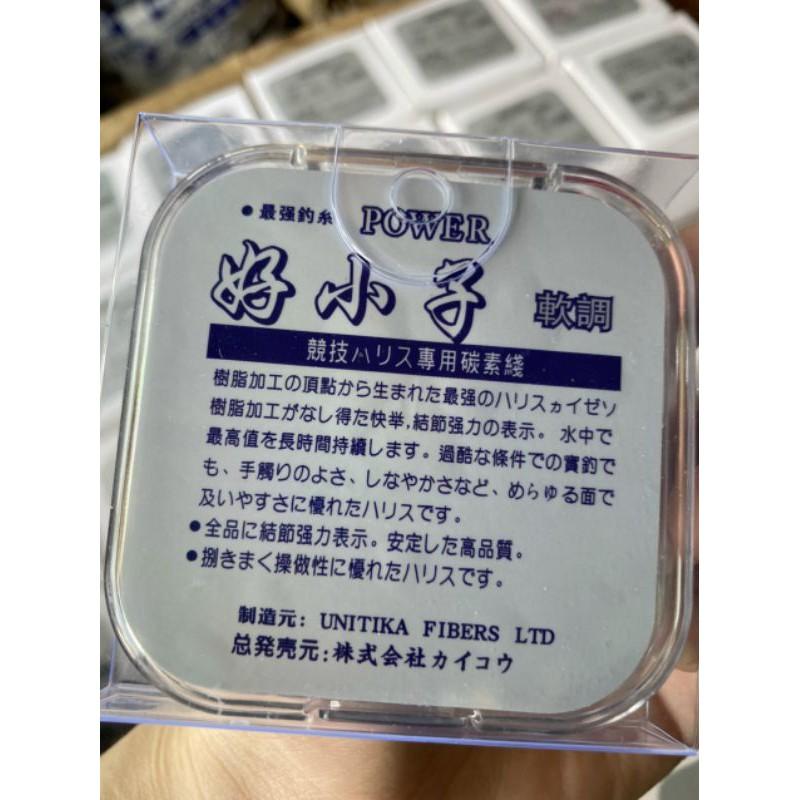 ●最强釣糸 POWER
好小子 軟調
競技ハリス專用碳素綫
樹脂加工の頂點から生まれた最强のハリスヵイゼソ
樹脂加工がなし得た快挙,結節强力の表示。水中で
最高値を長時間持続します。過酷な條件での實釣で
も、手觸りのよさ、しなやかさなど、めらゆる面で
及いやすさに優れたハリスです。
●全品に結節强力表示。安定した高品質。
●捌きまく操做性に優れたハリスです。
制造元: UNITIKA FIBERS LTD
总発売元:株式会社カイコウ